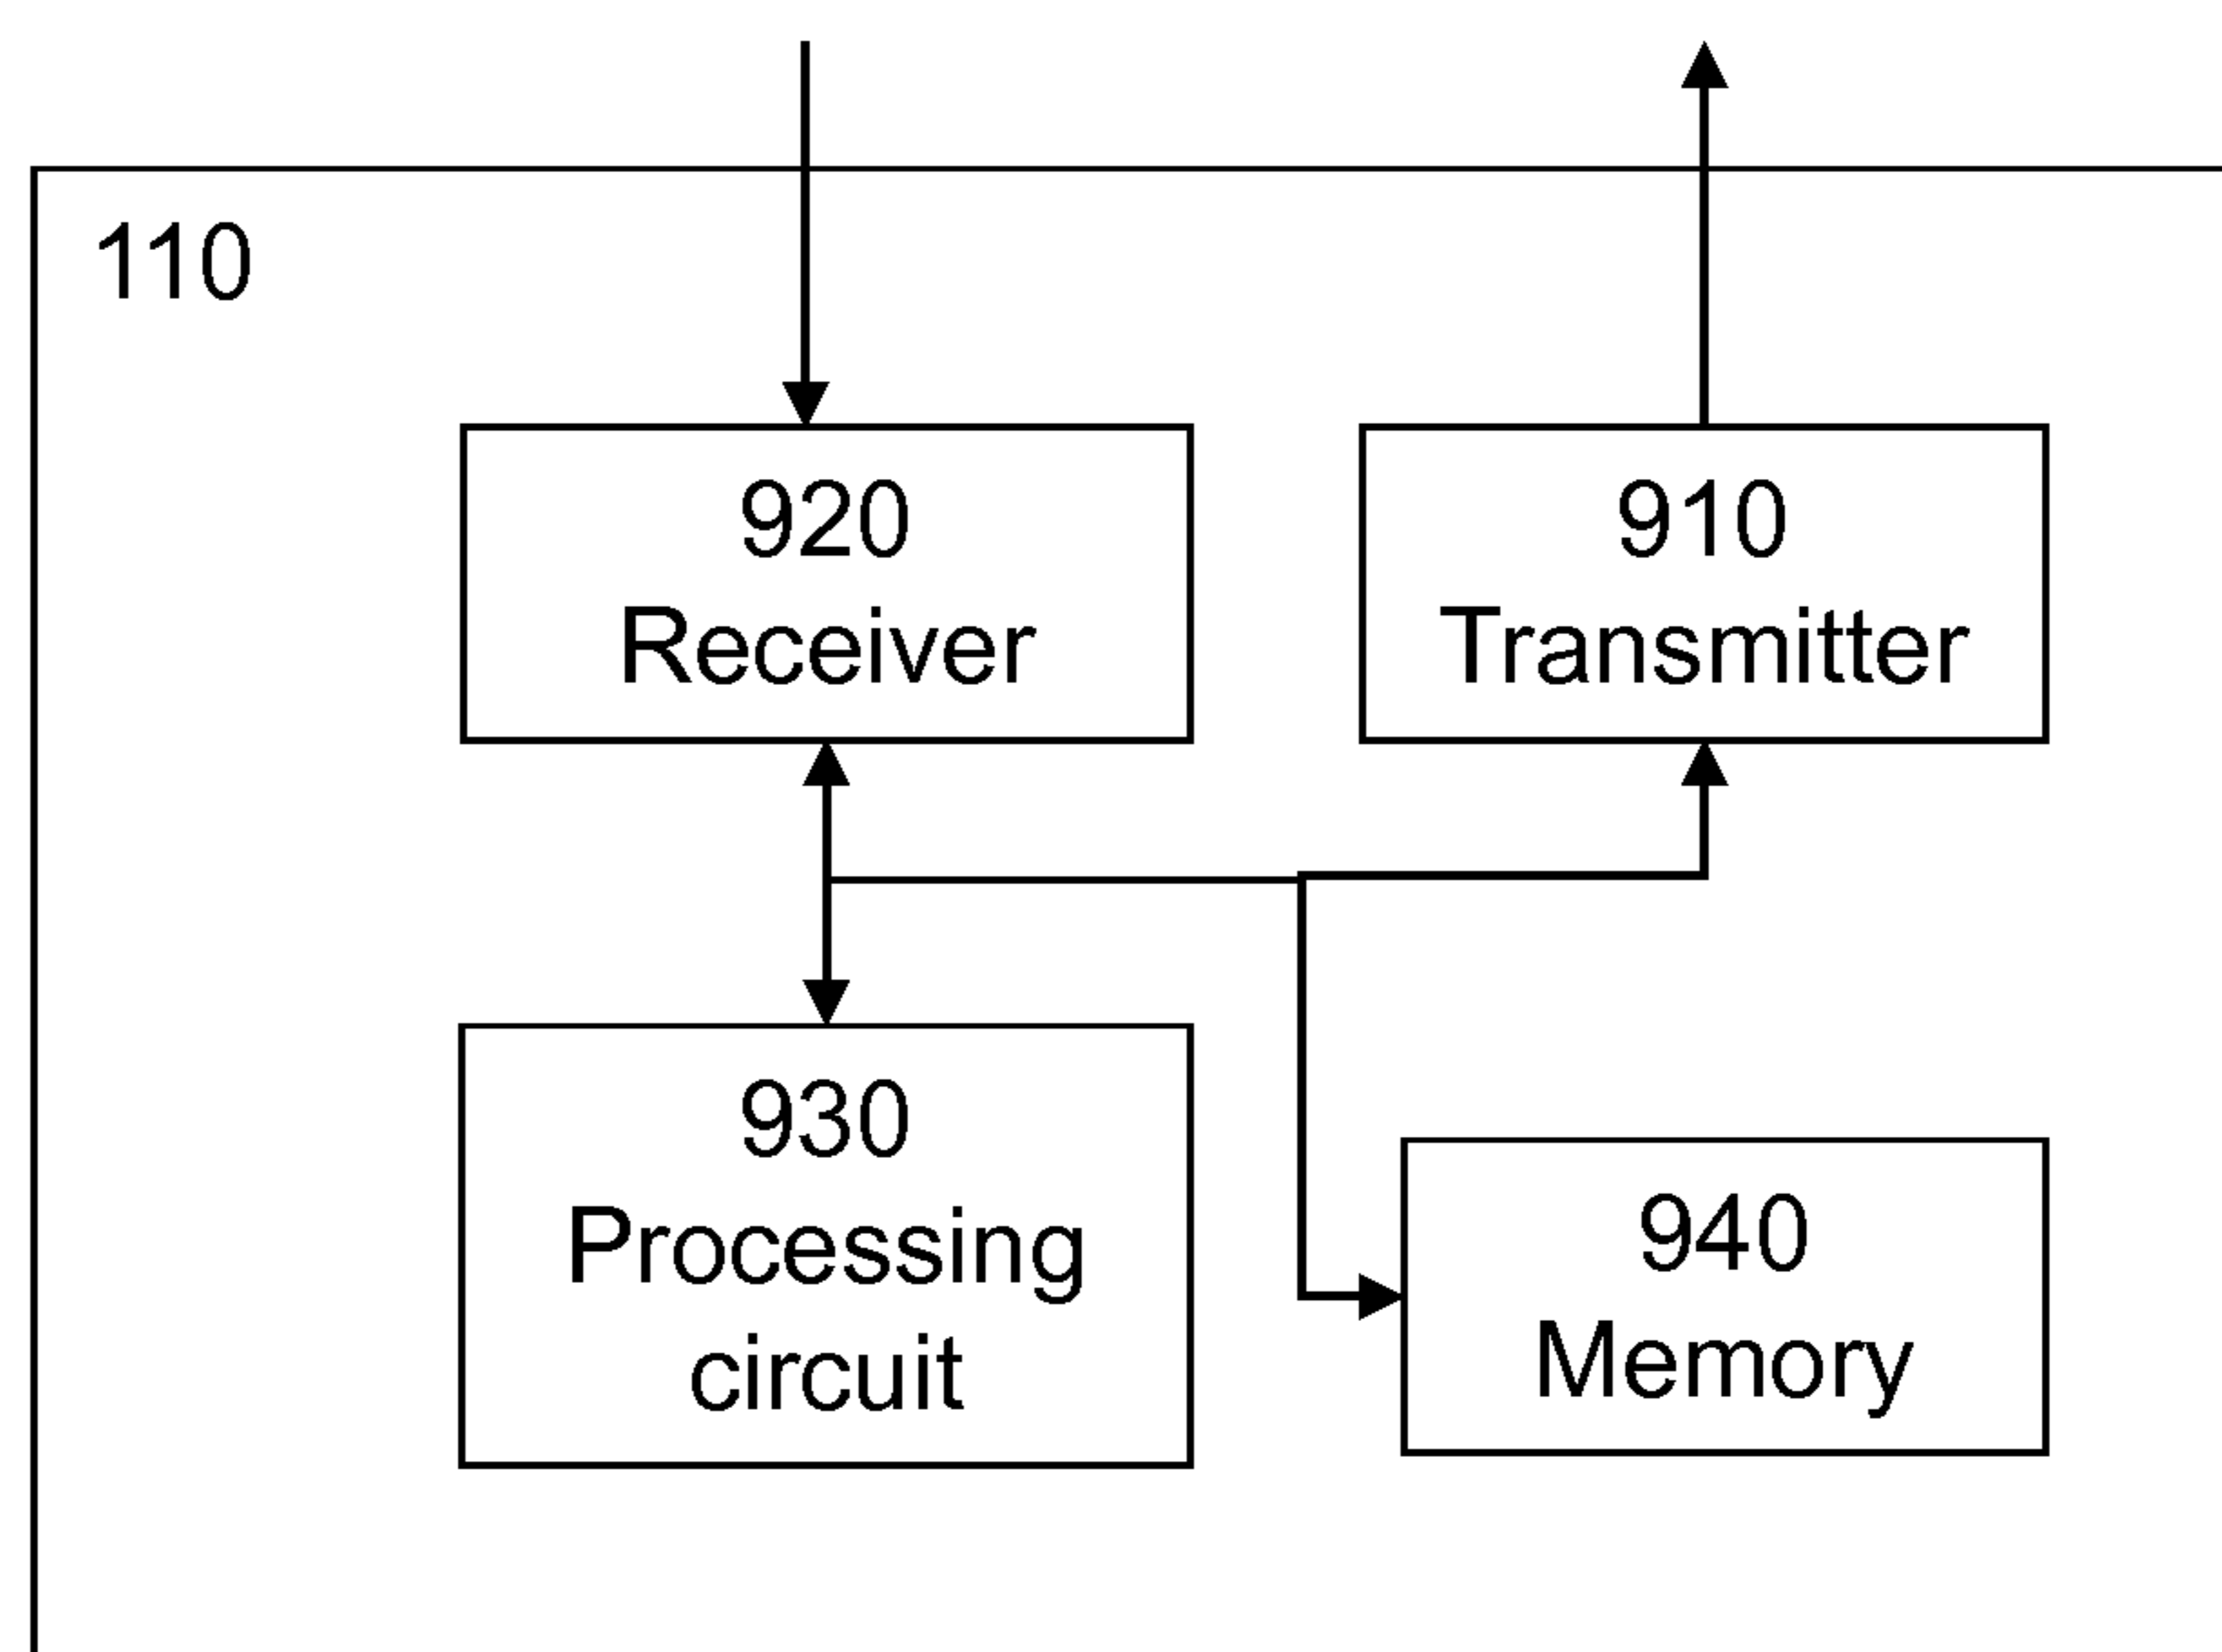 110
920
Receiver
910
Transmitter
930
Processing
circuit
940
Memory